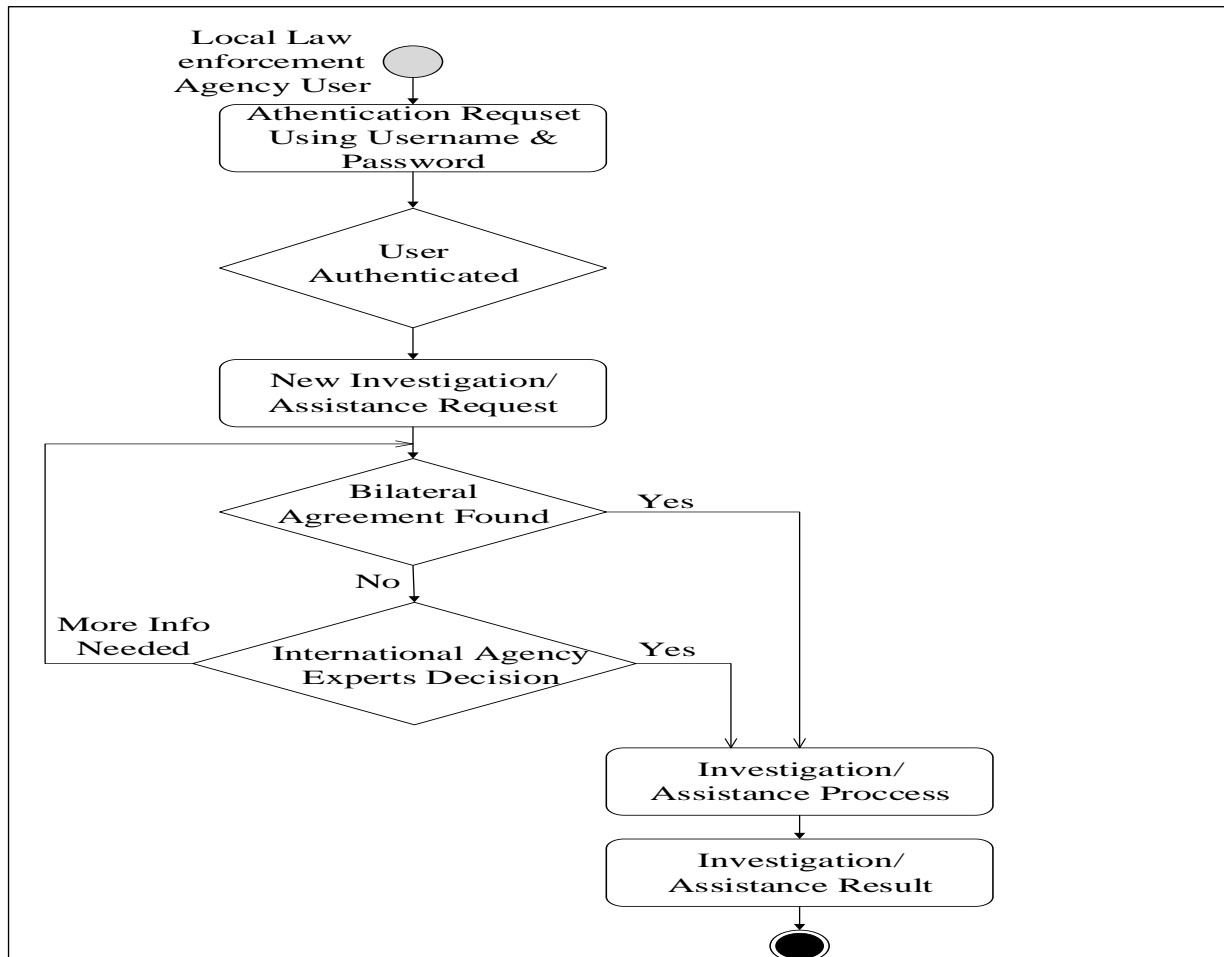 Local Law
enforcement
Agency User
Athentication Requset
Using Username &
Password
User
Authenticated
New Investigation/
Assistance Request
Bilateral
Agreement Found
Yes
No
More Info
Needed
International Agency
Experts Decision
Yes
Investigation/
Assistance Proccess
Investigation/
Assistance Result